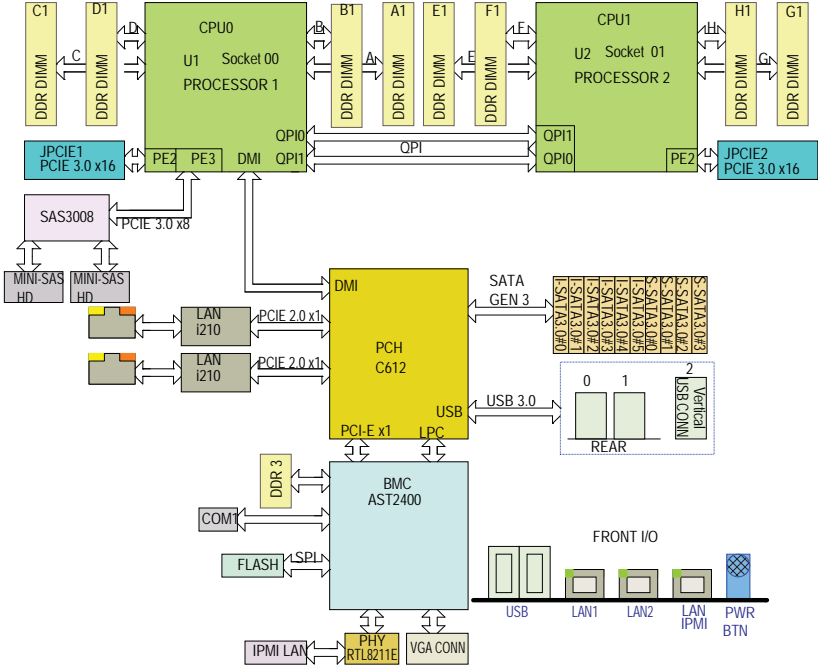 C1
D1
B1
A1
E1
F1
H1
G1
DDR DIMM
DDR DIMM
DDR DIMM
DDR DIMM
DDR DIMM
DDR DIMM
DDR DIMM
DDR DIMM
C
D
B
A
E
F
H
G
CPU0
U1 Socket 00
PROCESSOR 1
CPU1
U2 Socket 01
PROCESSOR 2
QPI0
QPI1
QPI
QPI1
QPI0
JPCIE1
PCIE 3.0 x16
PE2
PE3
DMI
PE2
JPCIE2
PCIE 3.0 x16
SAS3008
PCIE 3.0 x8
MINI-SAS
HD
MINI-SAS
HD
DMI
SATA
GEN 3
I-SATA3.0#0
I-SATA3.0#1
I-SATA3.0#2
I-SATA3.0#3
I-SATA3.0#4
I-SATA3.0#5
S-SATA3.0#0
S-SATA3.0#1
S-SATA3.0#2
S-SATA3.0#3
LAN
i210
PCIE 2.0 x1
LAN
i210
PCIE 2.0 x1
PCH
C612
USB
USB 3.0
0
1
2
Vertical
USB CONN
REAR
PCI-E x1
LPC
DDR 3
BMC
AST2400
COM1
FLASH
SPI
FRONT I/O
USB
LAN1
LAN2
LAN
IPMI
PWR
BTN
IPMI LAN
PHY
RTL8211E
VGA CONN